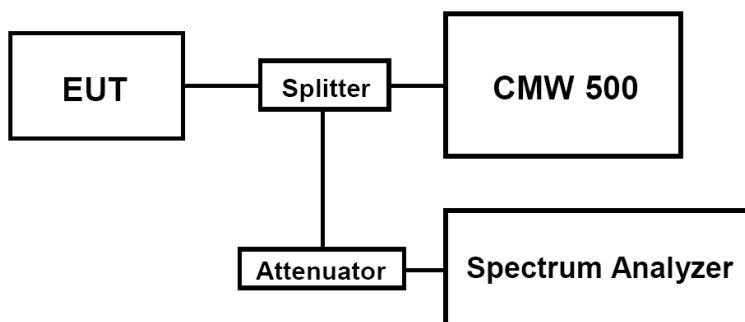 EUT
Splitter
CMW 500
Attenuator
Spectrum Analyzer